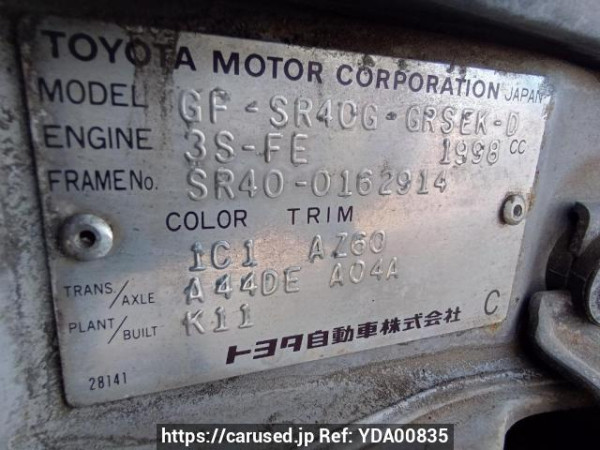 TOYOTA MOTOR CORPORATION JAPAN
MODEL GF-SR40G-GRSEK-D
ENGINE 3S-FE 1998 CC
FRAME No. SR40-0162914
COLOR TRIM
1C1 AZ60
TRANS./AXLE A44DE A04A
PLANT/BUILT K11
トヨタ自動車株式会社 C
28141
https://carused.jp Ref: YDA00835